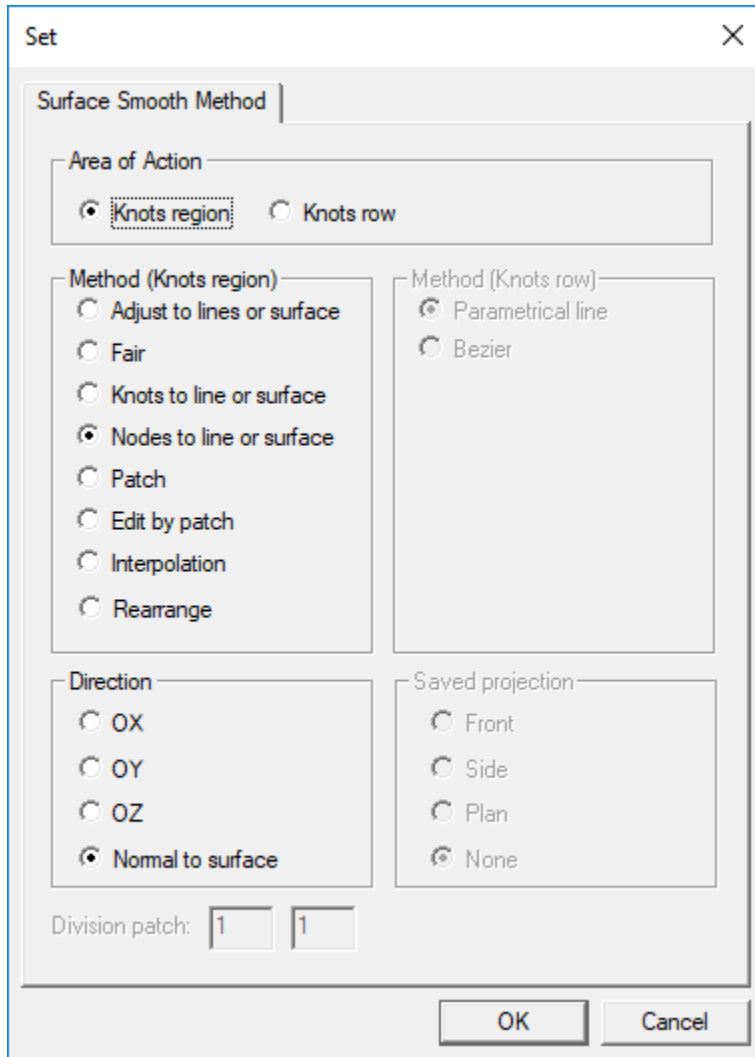 Set
Surface Smooth Method
Area of Action
Knots region
Knots row
Method (Knots region)
Adjust to lines or surface
Fair
Knots to line or surface
Nodes to line or surface
Patch
Edit by patch
Interpolation
Rearrange
Method (Knots row)
Parametrical line
Bezier
Direction
OX
OY
OZ
Normal to surface
Saved projection
Front
Side
Plan
None
Division patch: 1 1
OK
Cancel